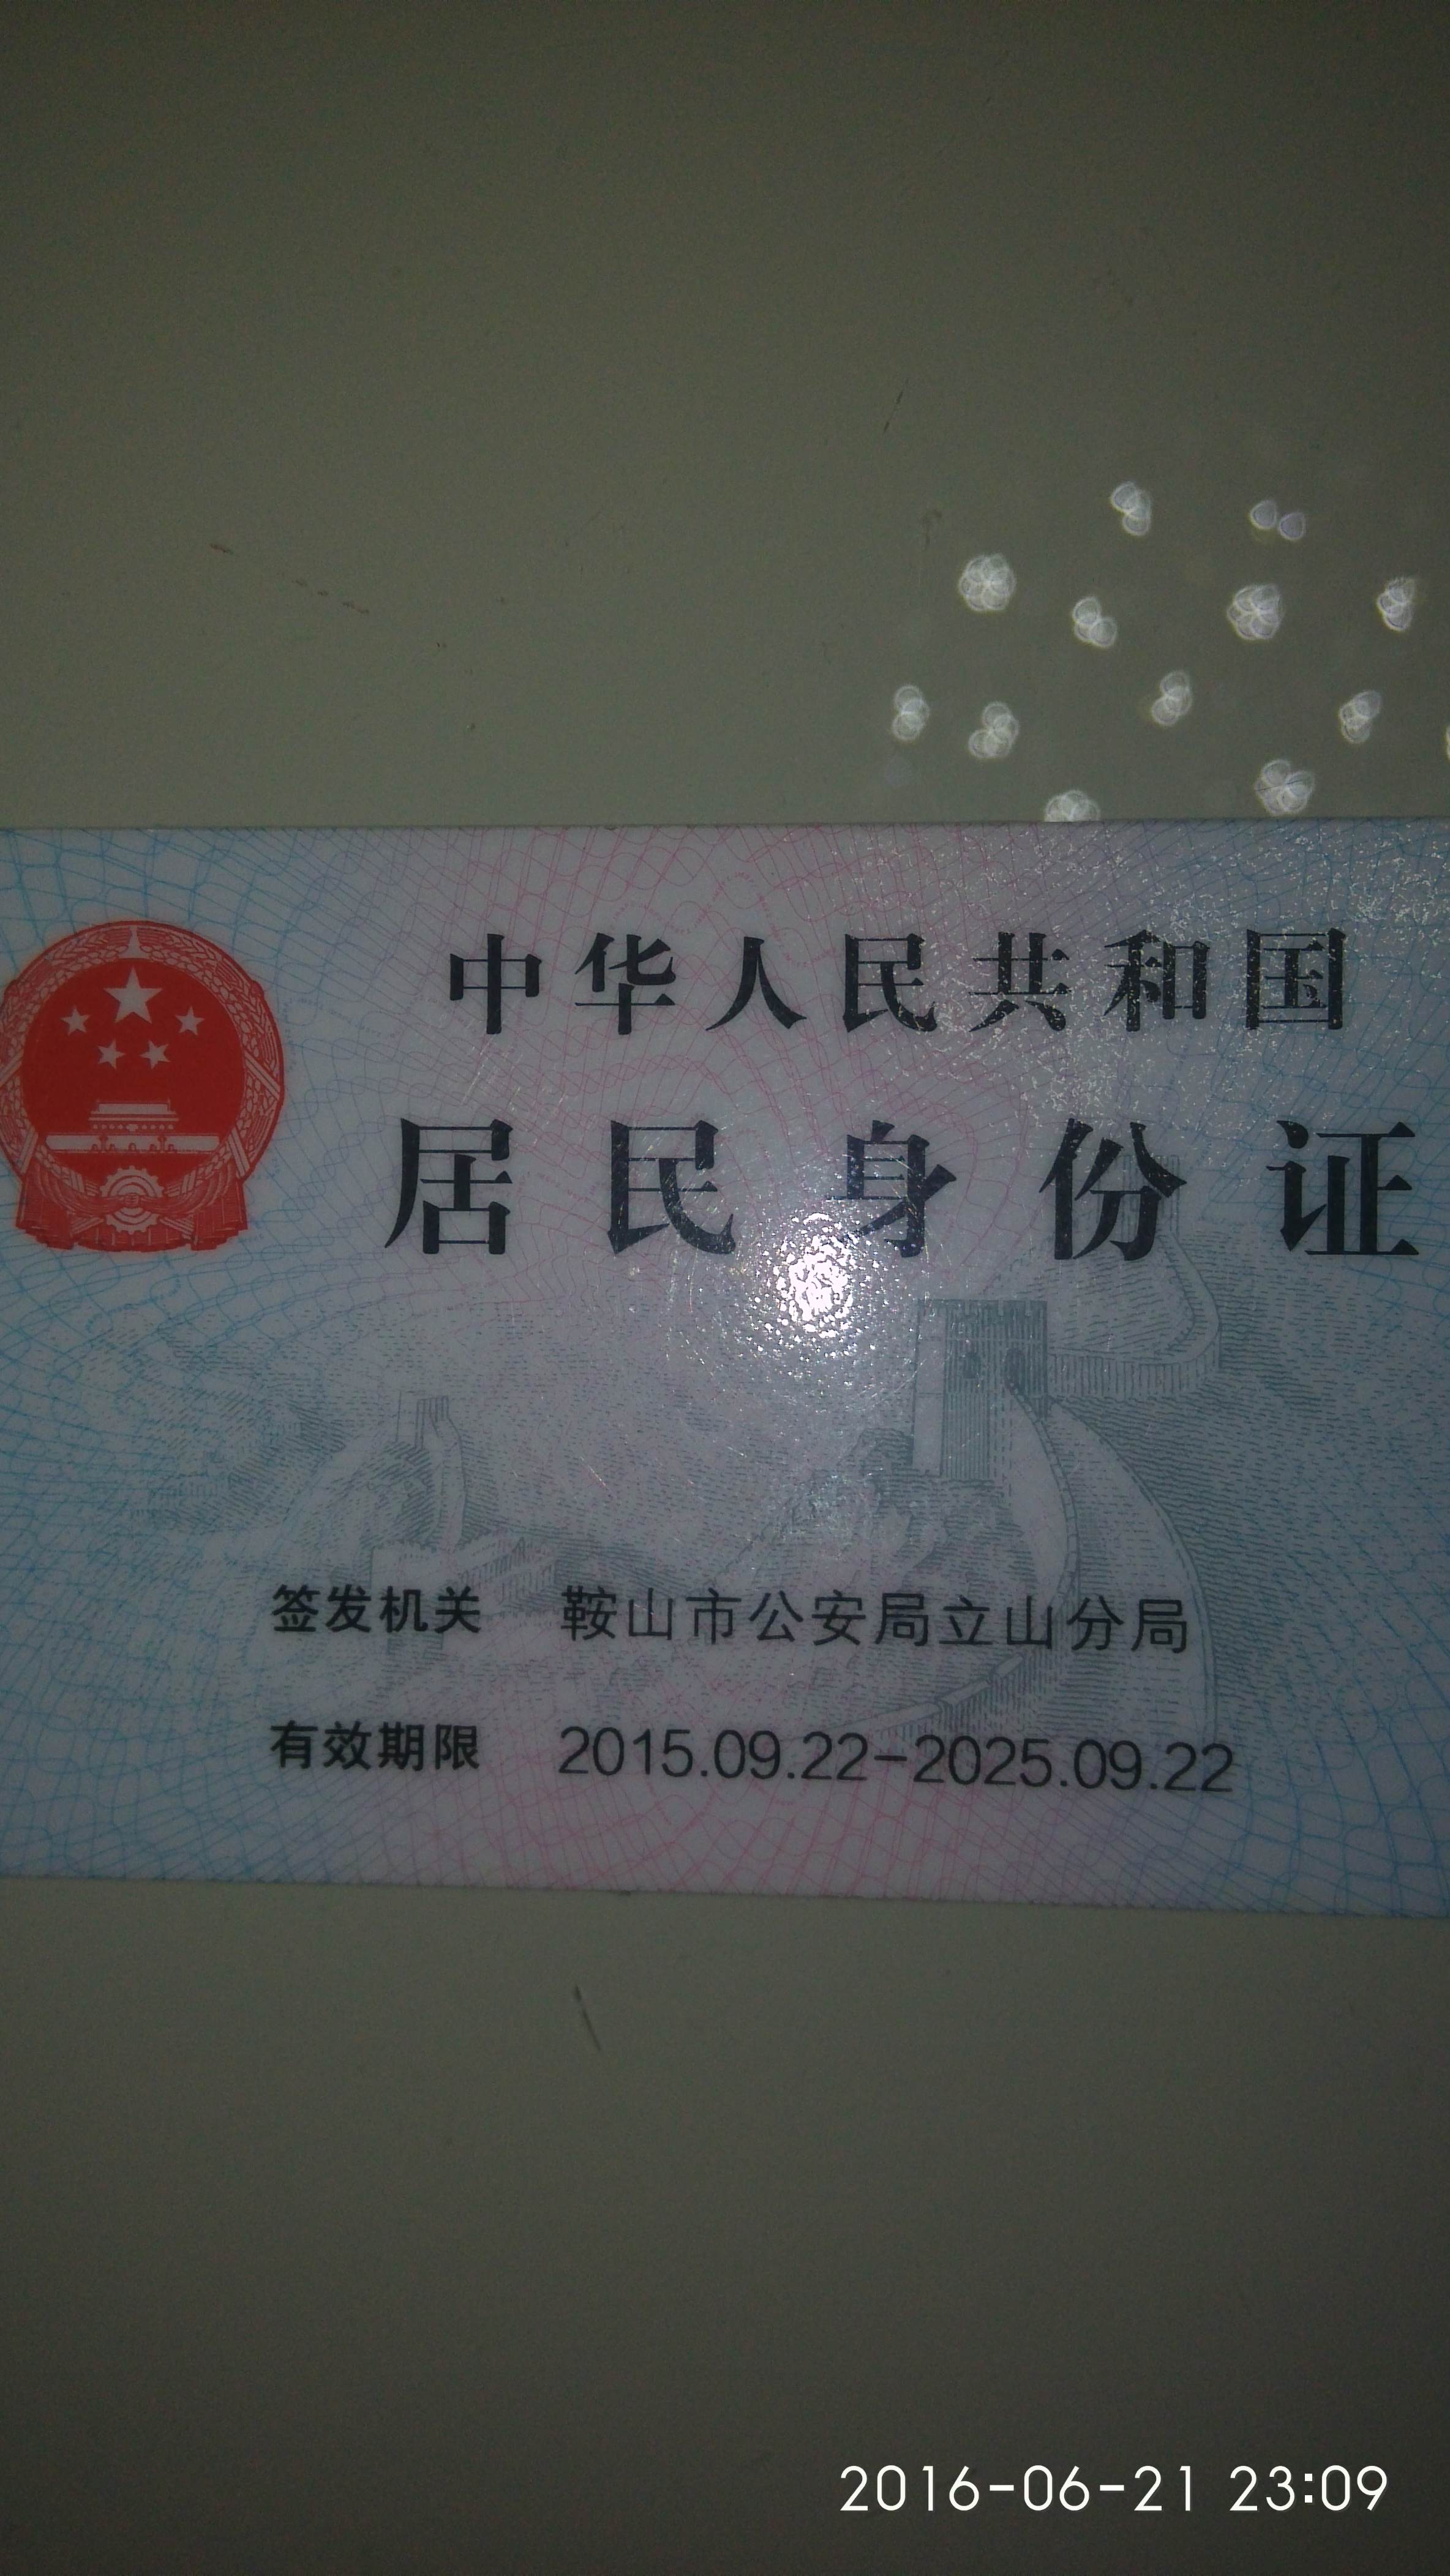 中华人民共和国
居民身份证
签发机关 鞍山市公安局立山分局
有效期限 2015.09.22-2025.09.22
2016-06-21 23:09